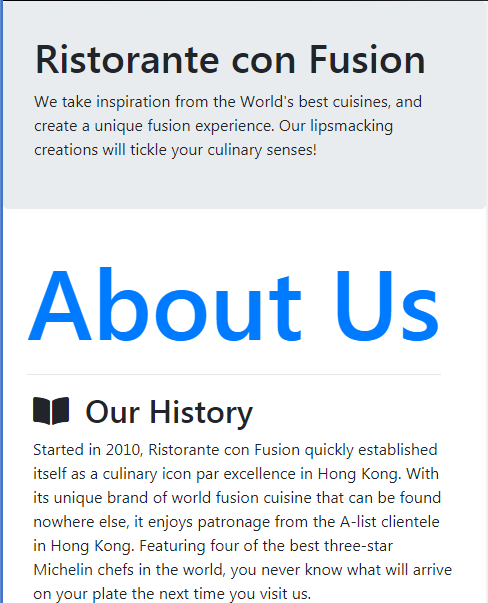 Ristorante con Fusion
We take inspiration from the World's best cuisines, and
create a unique fusion experience. Our lipsmacking
creations will tickle your culinary senses!
About Us
Our History
Started in 2010, Ristorante con Fusion quickly established
itself as a culinary icon par excellence in Hong Kong. With
its unique brand of world fusion cuisine that can be found
nowhere else, it enjoys patronage from the A-list clientele
in Hong Kong. Featuring four of the best three-star
Michelin chefs in the world, you never know what will arrive
on your plate the next time you visit us.